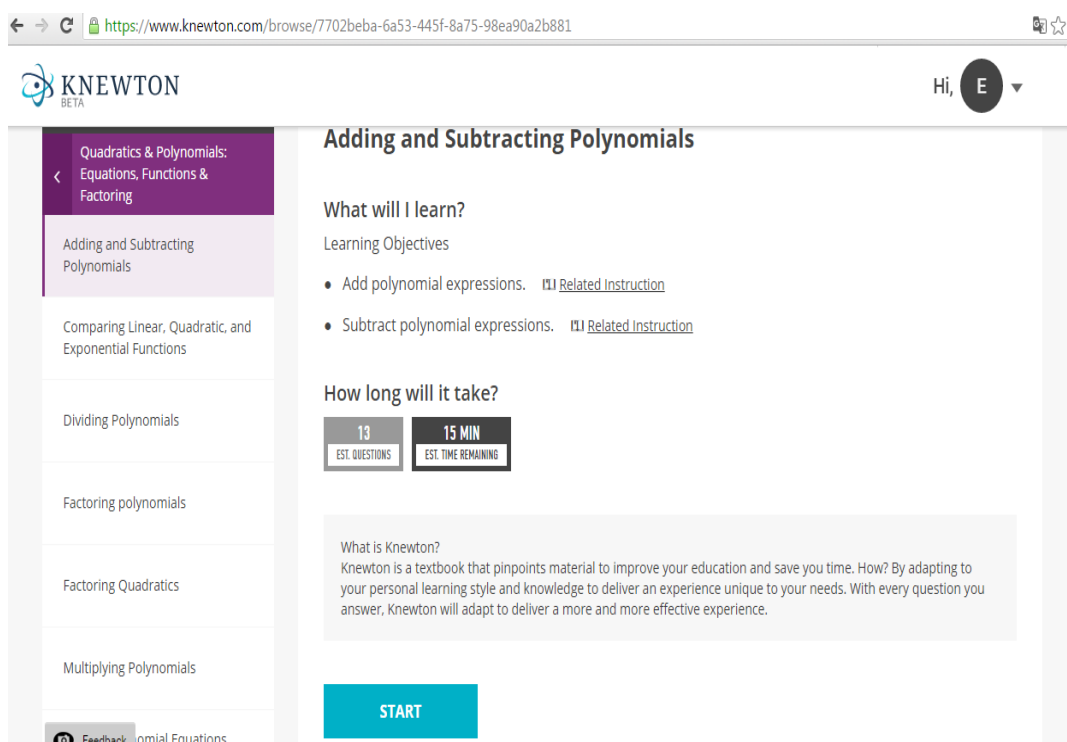 https://www.knewton.com/browse/7702beba-6a53-445f-8a75-98ea90a2b881
KNEWTON
BETA
Hi, E
Quadratics & Polynomials:
Equations, Functions &
Factoring
Adding and Subtracting
Polynomials
Comparing Linear, Quadratic, and
Exponential Functions
Dividing Polynomials
Factoring polynomials
Factoring Quadratics
Multiplying Polynomials
Feedback
omial Equations
Adding and Subtracting Polynomials
What will I learn?
Learning Objectives
• Add polynomial expressions. Related Instruction
• Subtract polynomial expressions. Related Instruction
How long will it take?
13
EST. QUESTIONS
15 MIN
EST. TIME REMAINING
What is Knewton?
Knewton is a textbook that pinpoints material to improve your education and save you time. How? By adapting to
your personal learning style and knowledge to deliver an experience unique to your needs. With every question you
answer, Knewton will adapt to deliver a more and more effective experience.
START